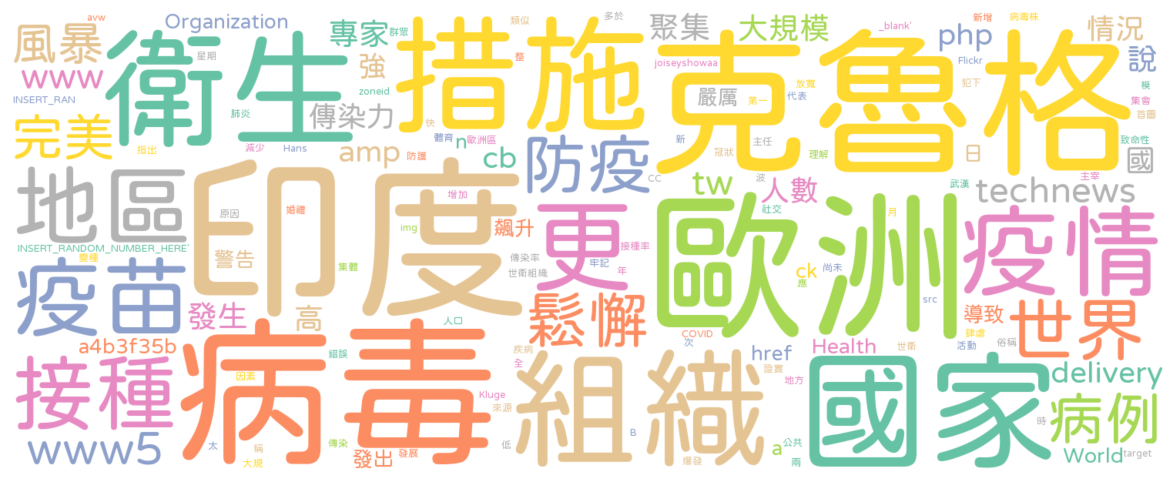 avw
Organization
類似
多於
_blank'
新增
病毒株
風暴
衛生
專家
群眾
措施
聚集
大規模
php
情況
星期
整
克魯格
www
強
joiseyshowaa
Flickr
說
INSERT_RAN
zoneid
嚴厲
第一
放寬
代表
犯下
模
集會
肺炎
傳染力
首圖
完美
指出
減少
Hans
快
體育
歐洲區
新
冠狀
主任
理解
致命性
amp
防護
n
cb
防疫
CC
波
日
國
地區
印度
tw
人數
武漢
主宰
technews
原因
婚禮
增加
更
社交
歐洲
月
疫情
img
飆升
接種率
INSERT_RANDOM_NUMBER_HERE'
變種
警告
集體
傳染率
世衛組織
牢記
年
ck
應
尚未
疫苗
發生
高
鬆懈
src
導致
世界
人口
COVID
次
肆虐
世衛
活動
俗稱
a4b3f35b
病毒
錯誤
疾病
全
組織
href
Health
接種
因素
Kluge
來源
證實
地方
國家
delivery
病例
時
www5
太
稱
大規
傳染
發出
發展
低
B
爆發
a
公共
兩
World
target